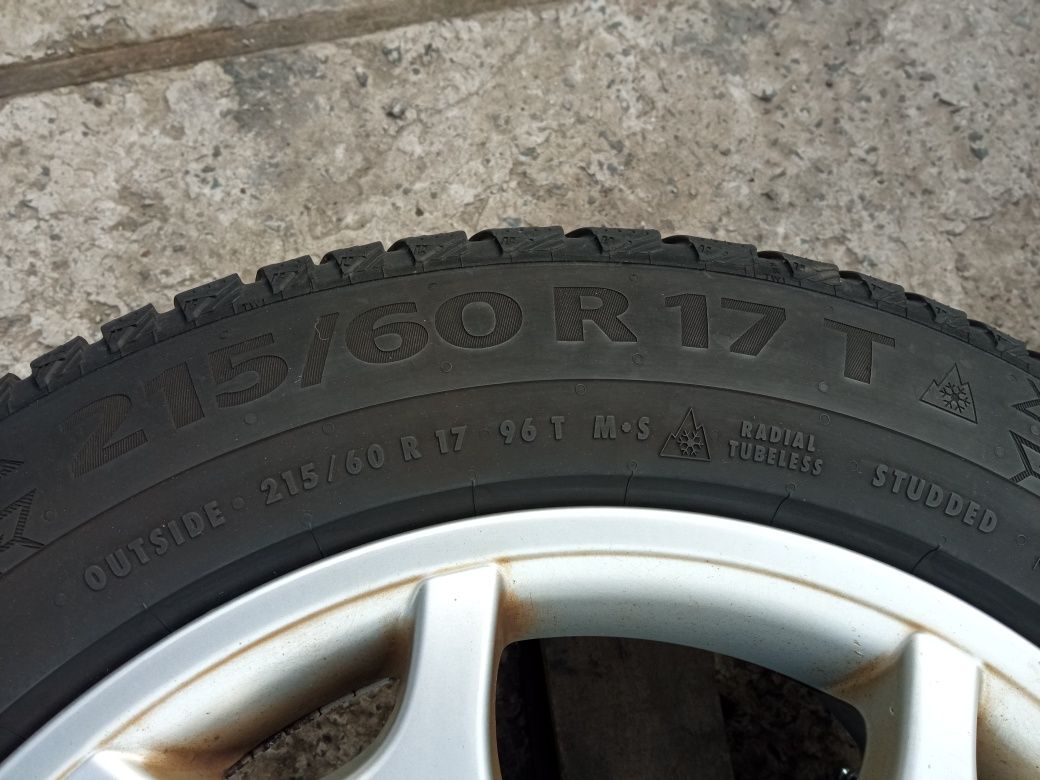 215/60 R 17 T
OUTSIDE · 215/60 R 17 96 T M·S
RADIAL
TUBELESS
STUDDED